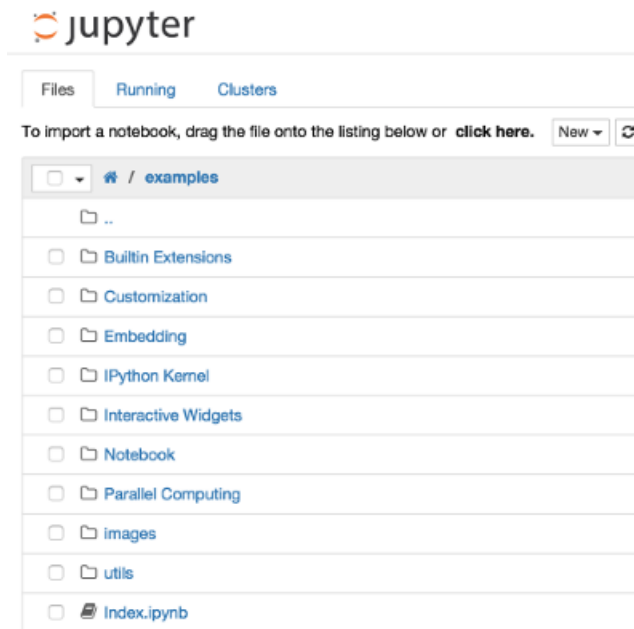 jupyter
Files Running Clusters
To import a notebook, drag the file onto the listing below or click here. New
/ examples
..
Builtin Extensions
Customization
Embedding
IPython Kernel
Interactive Widgets
Notebook
Parallel Computing
images
utils
Index.ipynb